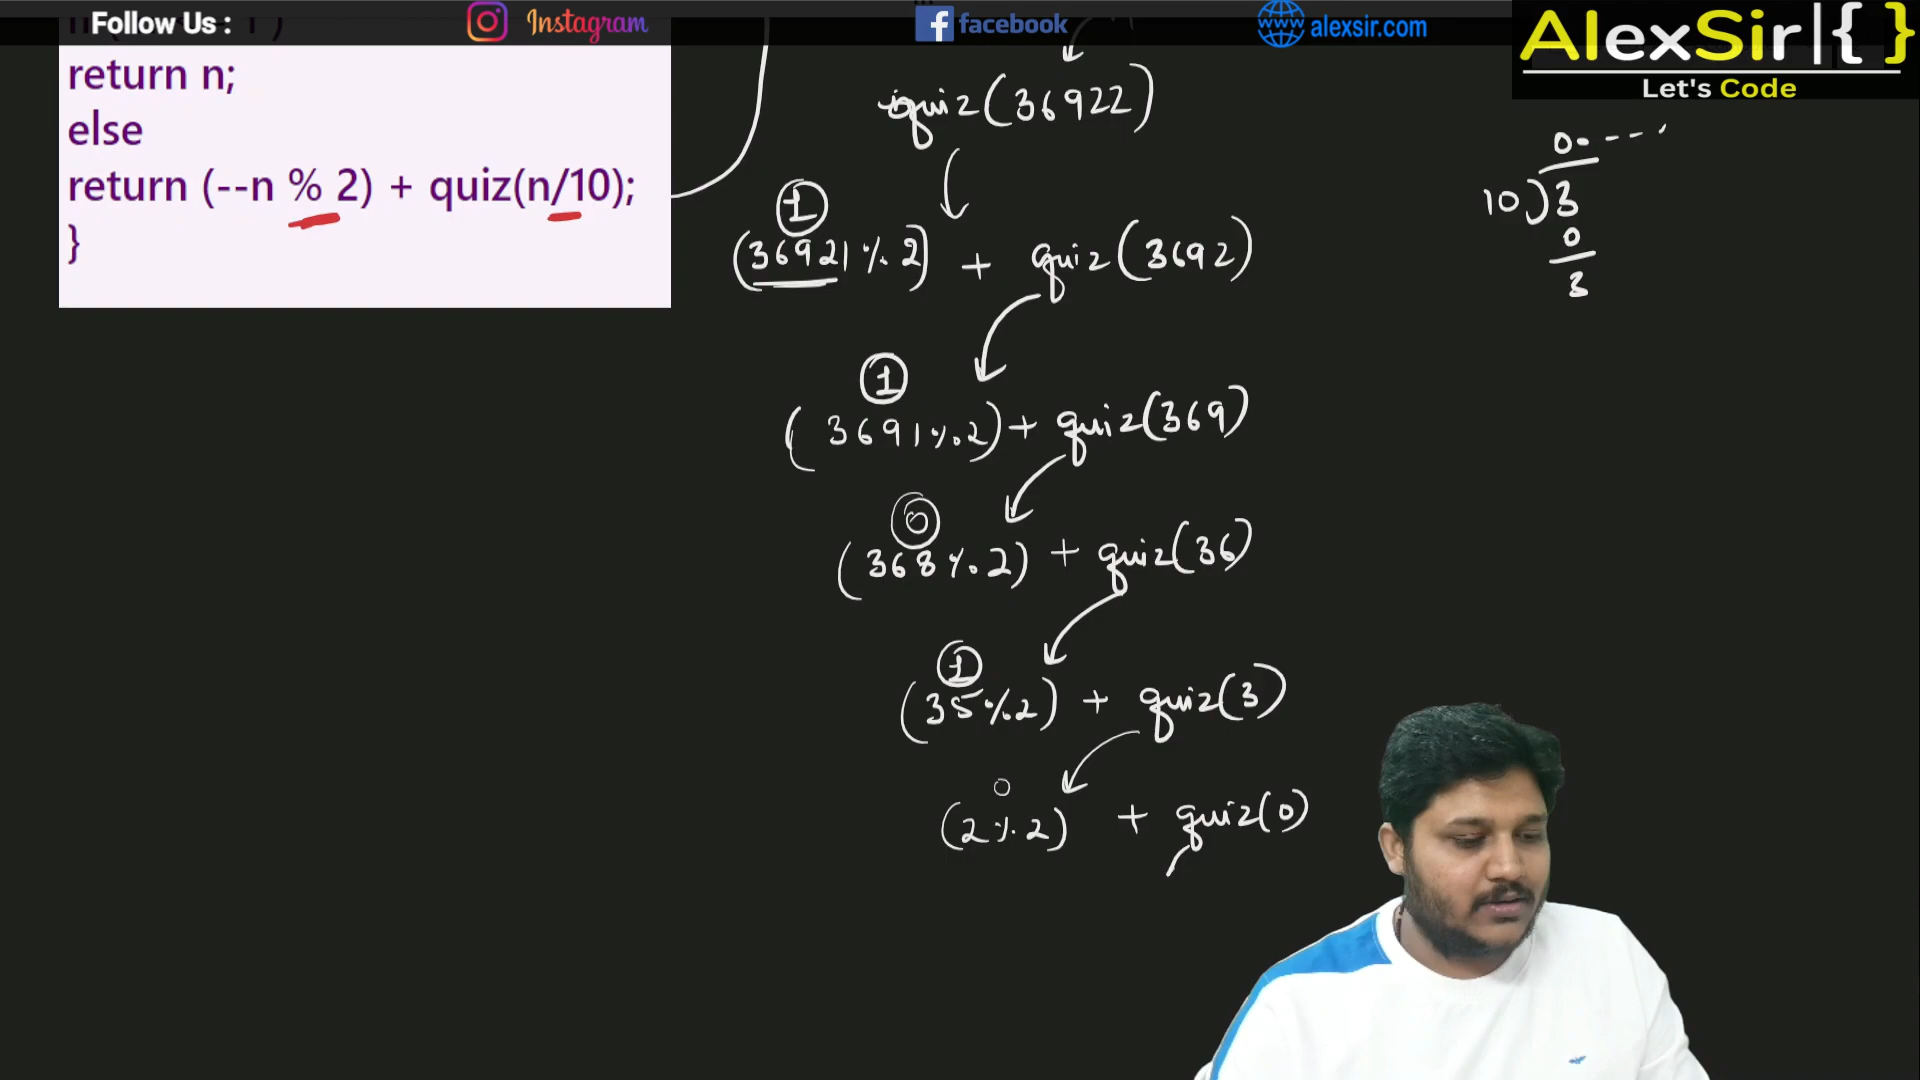 Follow Us :
Instagram
facebook
alexsir.com
AlexSir|{ }
Let's Code
return n;
else
return (--n % 2) + quiz(n/10);
}
quiz(36922)
1
(36921 % 2) + quiz(3692)
1
(3691 % 2) + quiz(369)
0
(368 % 2) + quiz(36)
1
(35 % 2) + quiz(3)
0
(2 % 2) + quiz(0)
0. - - -
10)3
0
3